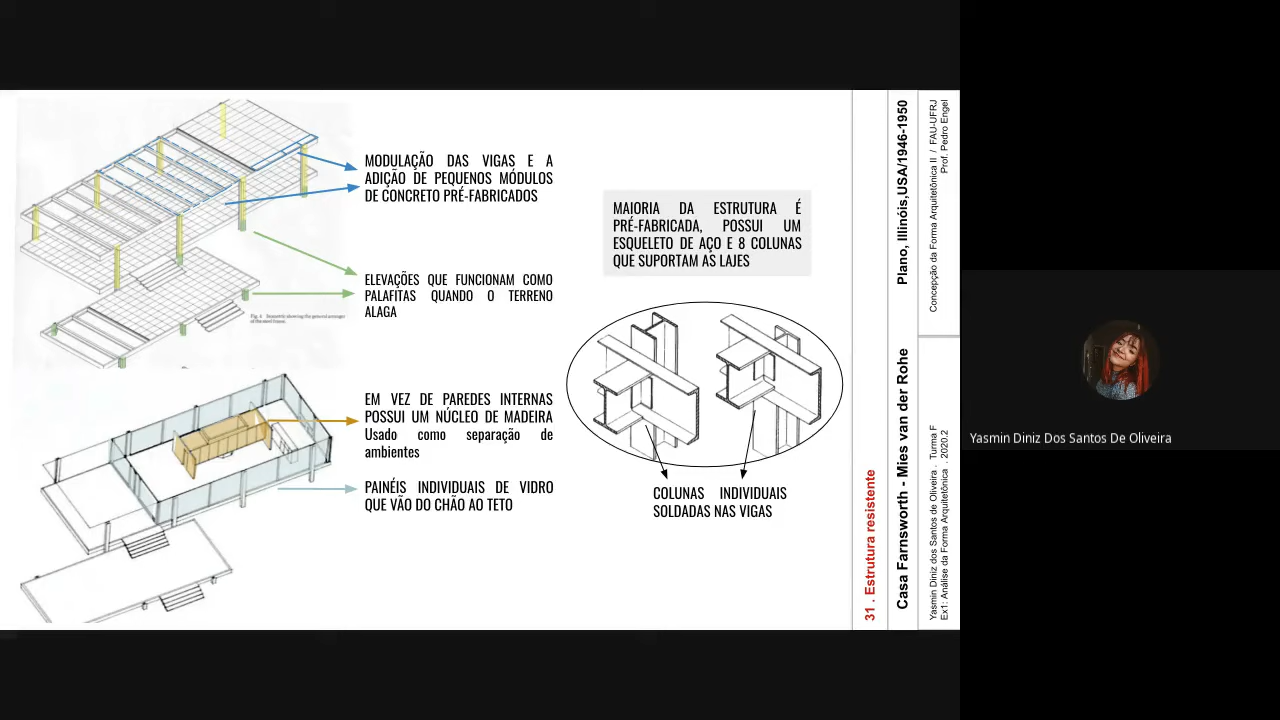 MODULAÇÃO DAS VIGAS E A
ADIÇÃO DE PEQUENOS MÓDULOS
DE CONCRETO PRÉ-FABRICADOS
ELEVAÇÕES QUE FUNCIONAM COMO
PALAFITAS QUANDO O TERRENO
ALAGA
EM VEZ DE PAREDES INTERNAS
POSSUI UM NÚCLEO DE MADEIRA
Usado como separação de
ambientes
PAINÉIS INDIVIDUAIS DE VIDRO
QUE VÃO DO CHÃO AO TETO
MAIORIA DA ESTRUTURA É
PRÉ-FABRICADA, POSSUI UM
ESQUELETO DE AÇO E 8 COLUNAS
QUE SUPORTAM AS LAJES
COLUNAS INDIVIDUAIS
SOLDADAS NAS VIGAS
31 . Estrutura resistente
Casa Farnsworth - Mies van der Rohe
Plano, Illinóis,USA/1946-1950
Yasmin Diniz dos Santos de Oliveira . Turma F
Ex1: Análise da Forma Arquitetônica . 2020.2
Concepção da Forma Arquitetônica II / FAU-UFRJ
Prof. Pedro Engel
Yasmin Diniz Dos Santos De Oliveira